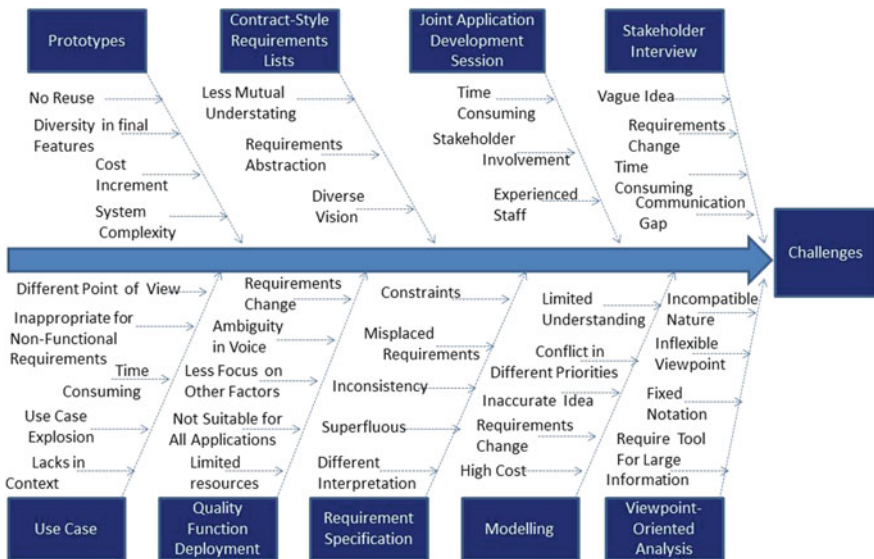 Prototypes
Contract-Style
Requirements
Lists
Joint Application
Development
Session
Stakeholder
Interview
No Reuse
Diversity in final
Features
Cost
Increment
System
Complexity
Less Mutual
Understating
Requirements
Abstraction
Diverse
Vision
Time
Consuming
Stakeholder
Involvement
Experienced
Staff
Vague Idea
Requirements
Change
Time
Consuming
Communication
Gap
Challenges
Different Point of View
Inappropriate for
Non-Functional
Requirements
Time
Consuming
Use Case
Explosion
Lacks in
Context
Requirements
Change
Ambiguity
in Voice
Less Focus on
Other Factors
Not Suitable for
All Applications
Limited
resources
Constraints
Misplaced
Requirements
Inconsistency
Superfluous
Different
Interpretation
Limited
Understanding
Conflict in
Different Priorities
Inaccurate Idea
Requirements
Change
High Cost
Incompatible
Nature
Inflexible
Viewpoint
Fixed
Notation
Require Tool
For Large
Information
Use Case
Quality
Function
Deployment
Requirement
Specification
Modelling
Viewpoint-
Oriented
Analysis